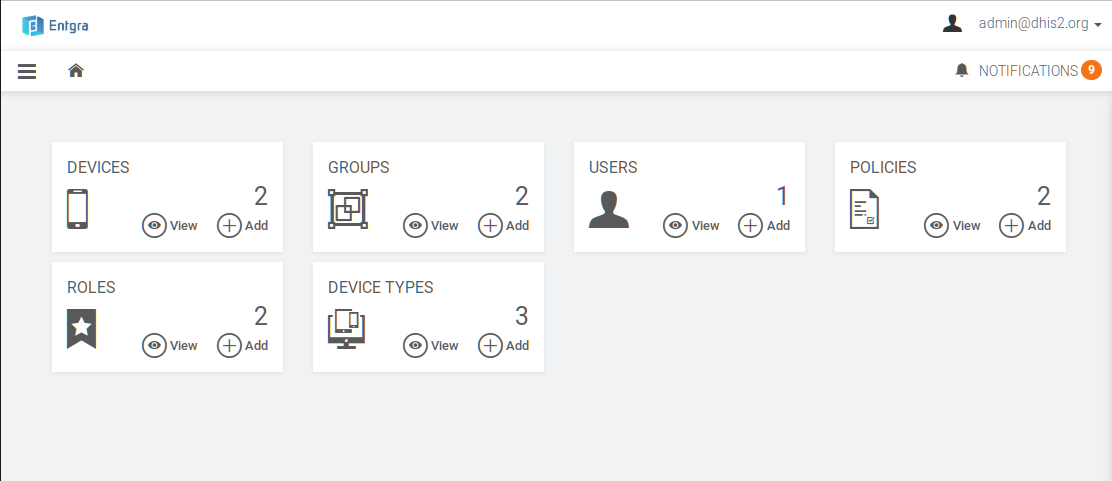 Entgra
admin@dhis2.org
NOTIFICATIONS 9
DEVICES
2
View Add
GROUPS
2
View Add
USERS
1
View Add
POLICIES
2
View Add
ROLES
2
View Add
DEVICE TYPES
3
View Add